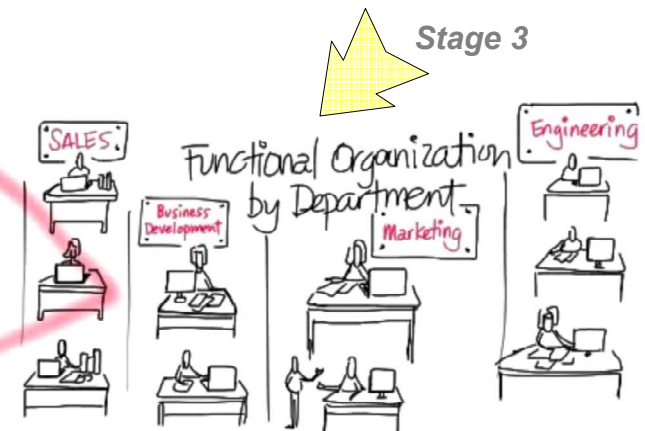 Stage 3
SALES
Functional Organization
by Department
Engineering
Business
Development
Marketing